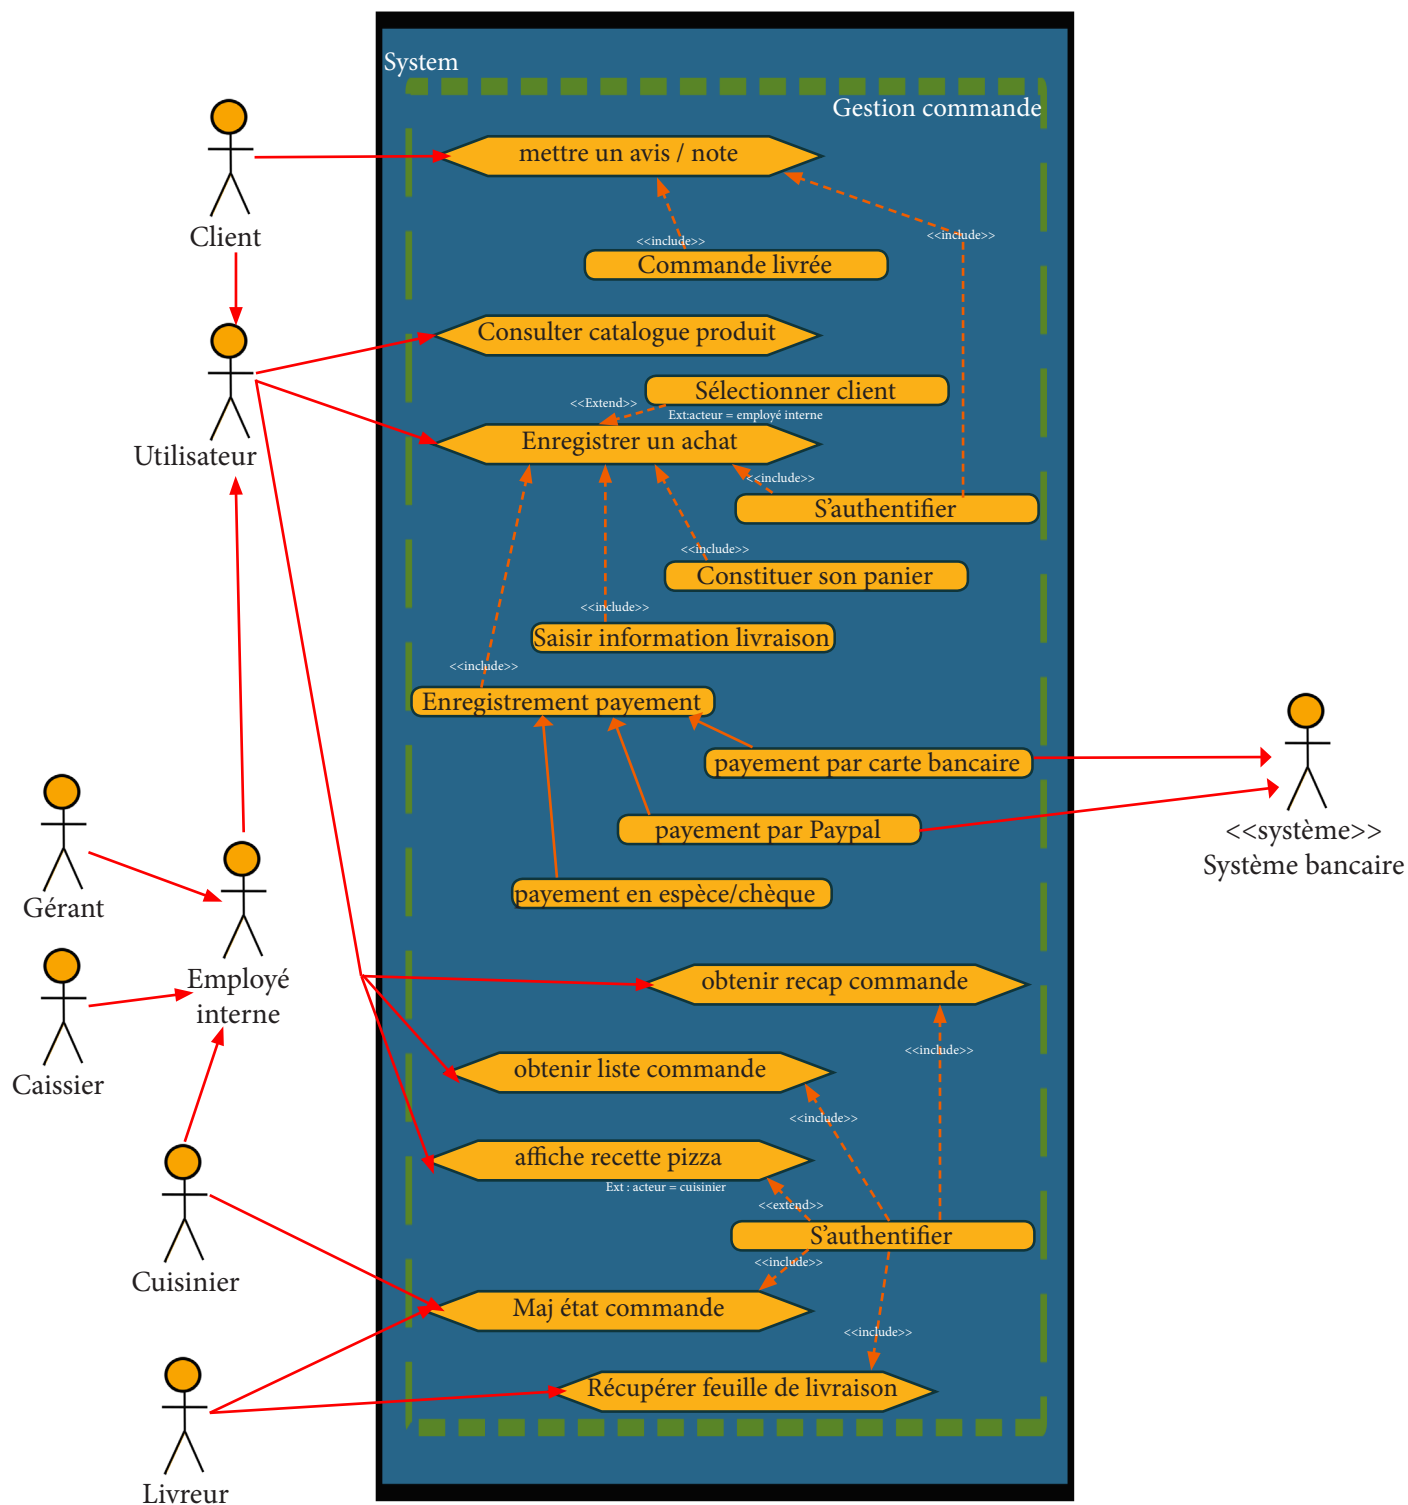 System
Gestion commande
mettre un avis / note
Client
<<include>>
<<include>>
Commande livrée
Consulter catalogue produit
Sélectionner client
<<Extend>>
Ext:acteur = employé interne
Enregistrer un achat
Utilisateur
<<include>>
S'authentifier
<<include>>
Constituer son panier
<<include>>
Saisir information livraison
<<include>>
Enregistrement payement
payement par carte bancaire
payement par Paypal
<<système>>
Système bancaire
payement en espèce/chèque
Gérant
Employé
interne
obtenir recap commande
<<include>>
obtenir liste commande
Caissier
<<include>>
affiche recette pizza
Ext : acteur = cuisinier
<<extend>>
S'authentifier
<<include>>
Cuisinier
Maj état commande
<<include>>
Récupérer feuille de livraison
Livreur